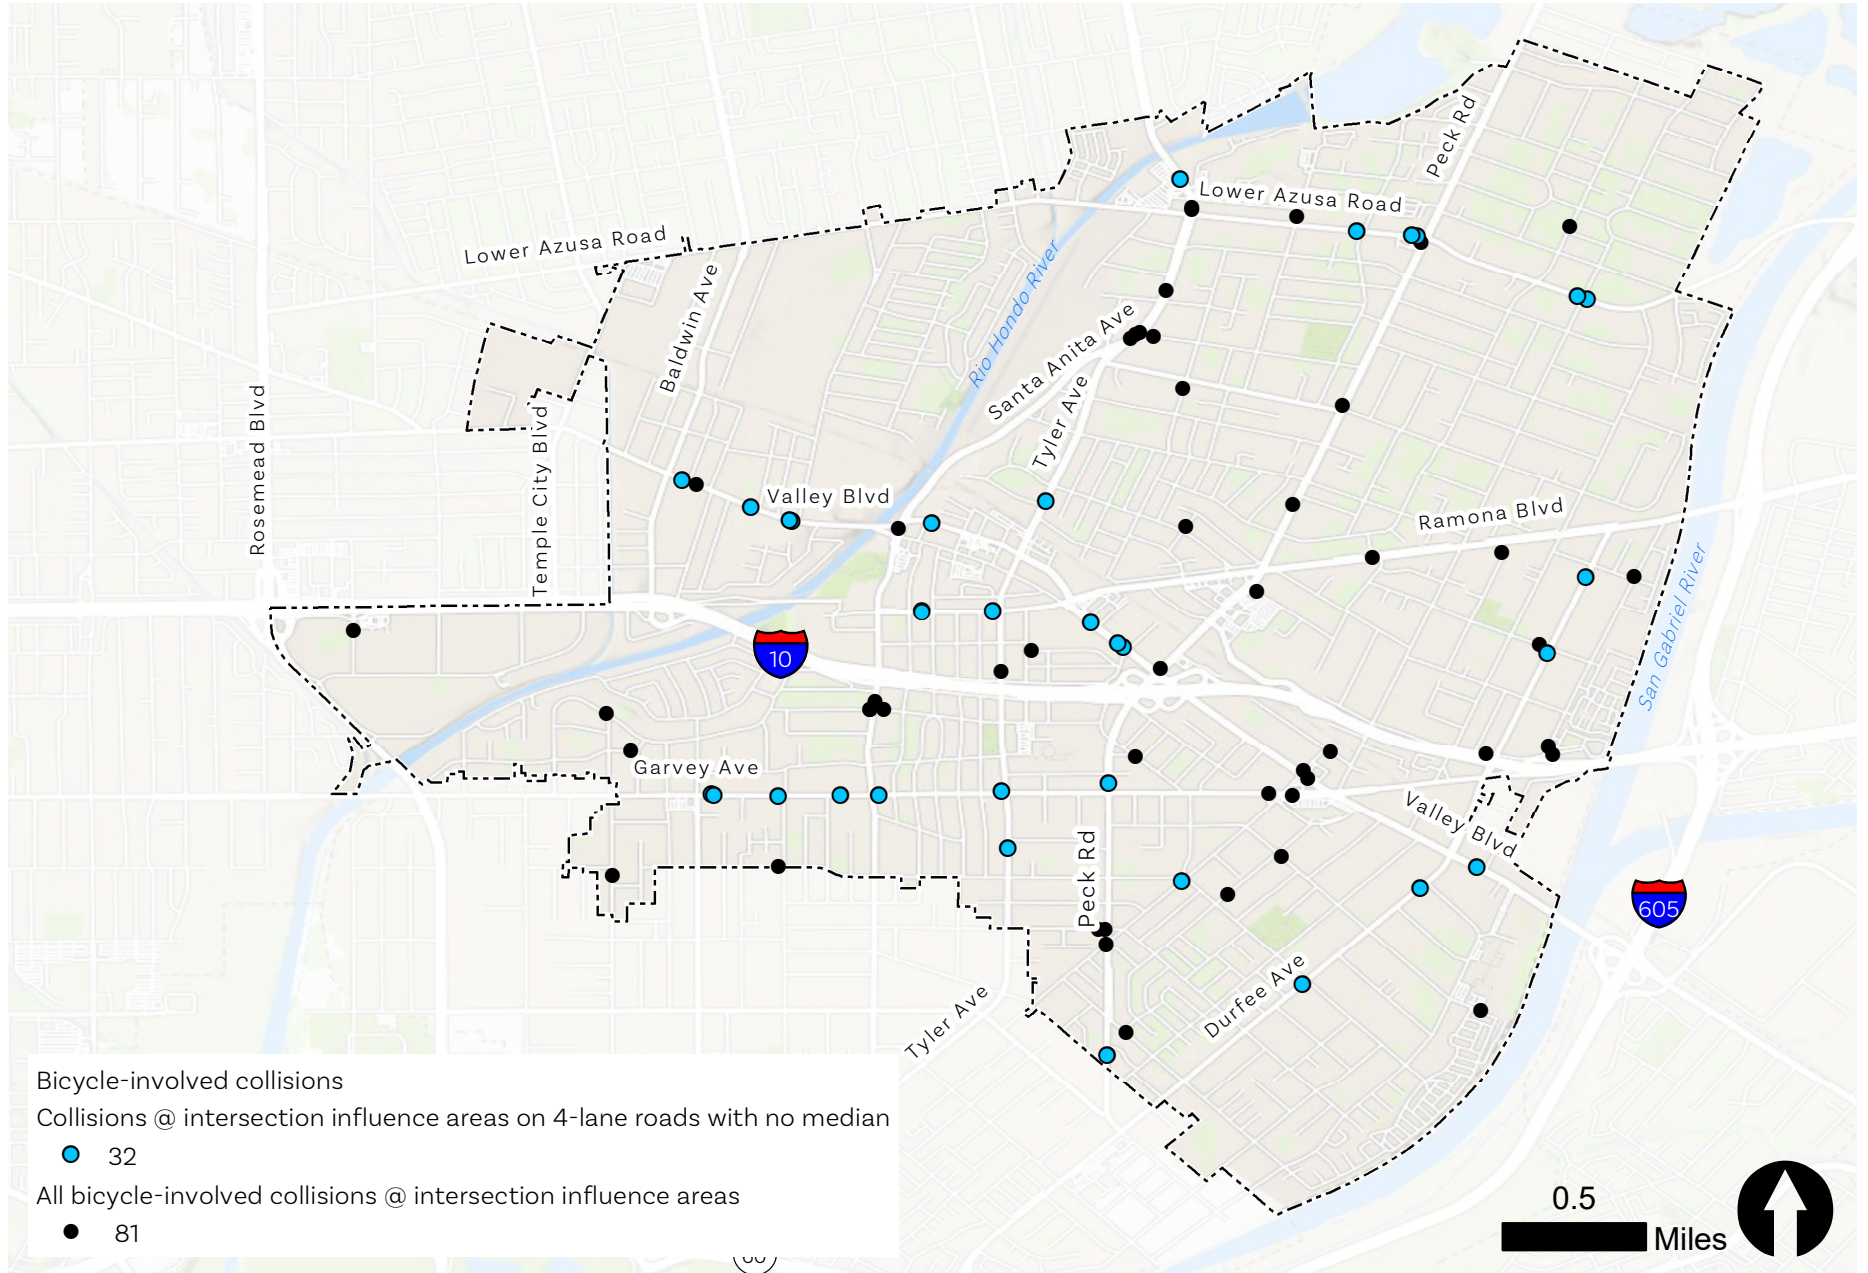 Peck Rd
Lower Azusa Road
Lower Azusa Road
Baldwin Ave
Rio Hondo River
Santa Anita Ave
Tyler Ave
Rosemead Blvd
Temple City Blvd
Valley Blvd
Ramona Blvd
San Gabriel River
10
Garvey Ave
Valley Blvd
Peck Rd
605
Durfee Ave
Tyler Ave
Bicycle-involved collisions
Collisions @ intersection influence areas on 4-lane roads with no median
32
All bicycle-involved collisions @ intersection influence areas
81
0.5
Miles